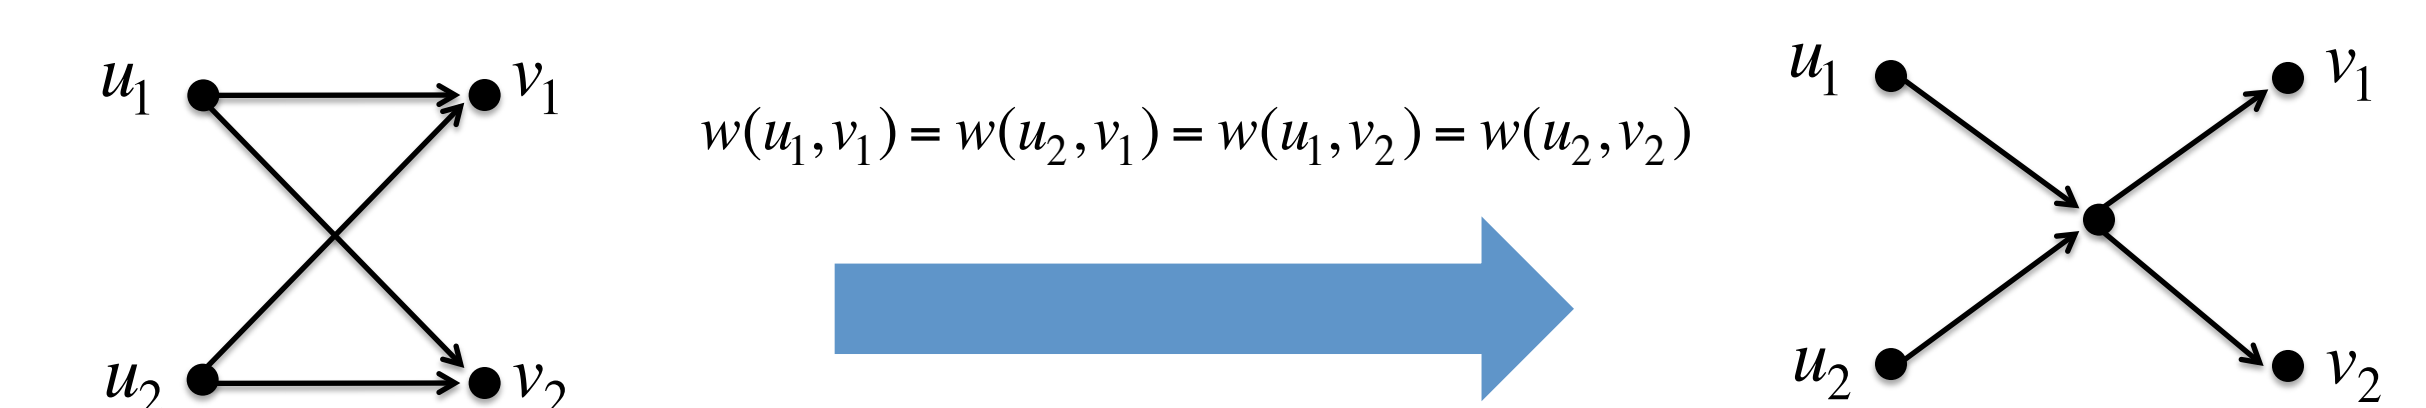 u₁ v₁
w(u₁,v₁) = w(u₂,v₁) = w(u₁,v₂) = w(u₂,v₂)
u₁ v₁
u₂ v₂
u₂ v₂